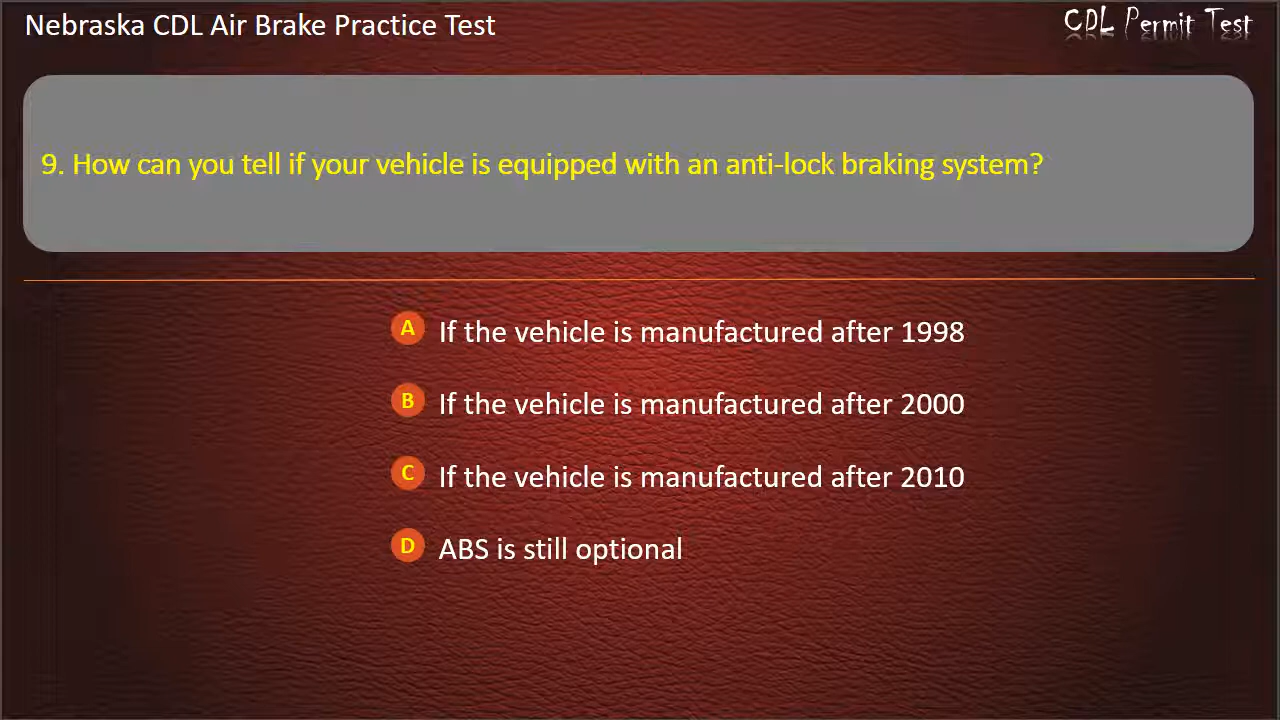 Nebraska CDL Air Brake Practice Test
CDL Permit Test
9. How can you tell if your vehicle is equipped with an anti-lock braking system?
A If the vehicle is manufactured after 1998
B If the vehicle is manufactured after 2000
C If the vehicle is manufactured after 2010
D ABS is still optional